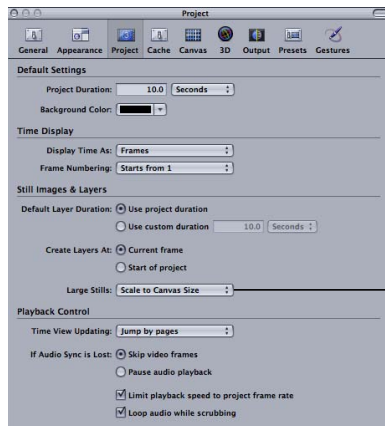 Project
General Appearance Project Cache Canvas 3D Output Presets Gestures
Default Settings
Project Duration: 10.0 Seconds
Background Color:
Time Display
Display Time As: Frames
Frame Numbering: Starts from 1
Still Images & Layers
Default Layer Duration: Use project duration
Use custom duration 10.0 Seconds
Create Layers At: Current frame
Start of project
Large Stills: Scale to Canvas Size
Playback Control
Time View Updating: Jump by pages
If Audio Sync is Lost: Skip video frames
Pause audio playback
Limit playback speed to project frame rate
Loop audio while scrubbing